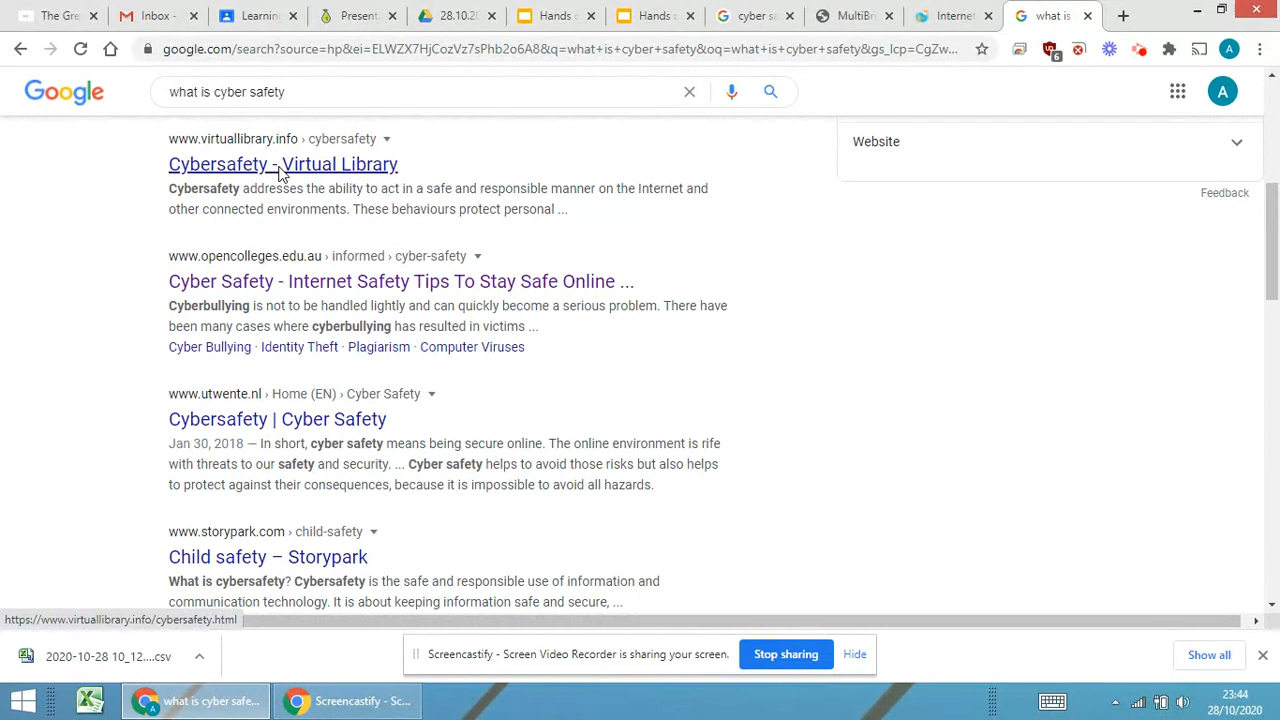 The Gre
Inbox -
Learning
Present
28.10.20
Hands o
Hands o
cyber sa
MultiBr
Internet
what is
google.com/search?source=hp&ei=ELWZX7HjCozVz7sPhb2o6A8&q=what+is+cyber+safety&oq=what+is+cyber+safety&gs_lcp=CgZw...
6
A
Google
what is cyber safety
A
www.virtuallibrary.info › cybersafety
Cybersafety - Virtual Library
Cybersafety addresses the ability to act in a safe and responsible manner on the Internet and
other connected environments. These behaviours protect personal ...
Website
Feedback
www.opencolleges.edu.au › informed › cyber-safety
Cyber Safety - Internet Safety Tips To Stay Safe Online ...
Cyberbullying is not to be handled lightly and can quickly become a serious problem. There have
been many cases where cyberbullying has resulted in victims ...
Cyber Bullying · Identity Theft · Plagiarism · Computer Viruses
www.utwente.nl › Home (EN) › Cyber Safety
Cybersafety | Cyber Safety
Jan 30, 2018 — In short, cyber safety means being secure online. The online environment is rife
with threats to our safety and security. ... Cyber safety helps to avoid those risks but also helps
to protect against their consequences, because it is impossible to avoid all hazards.
www.storypark.com › child-safety
Child safety – Storypark
What is cybersafety? Cybersafety is the safe and responsible use of information and
communication technology. It is about keeping information safe and secure, ...
https://www.virtuallibrary.info/cybersafety.html
2020-10-28 10_12....csv
Screencastify - Screen Video Recorder is sharing your screen.
Stop sharing
Hide
Show all
what is cyber safe...
Screencastify - Sc...
23:44
28/10/2020